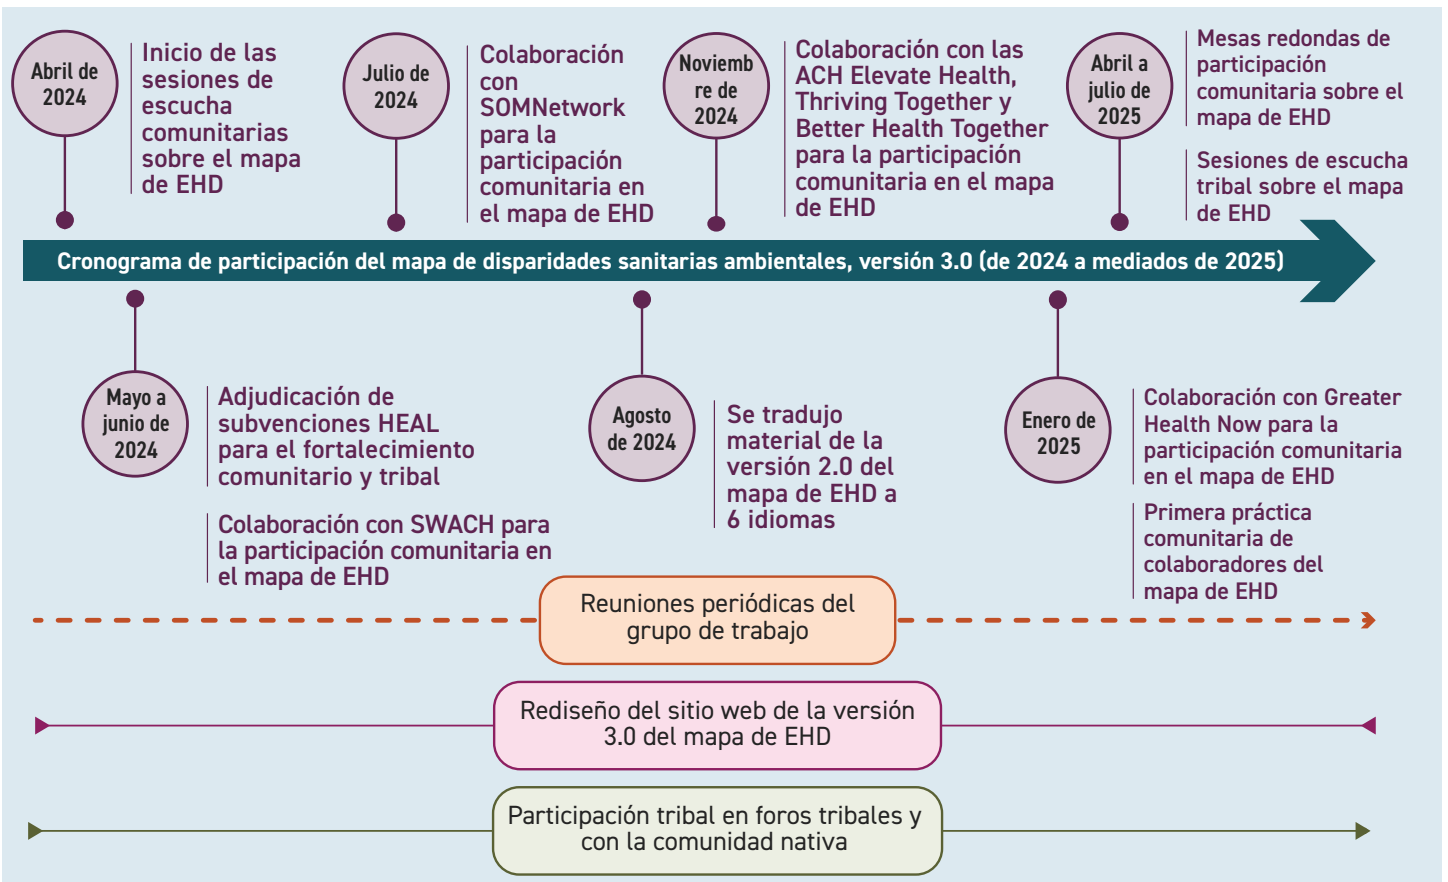 Abril de
2024
Inicio de las
sesiones de
escucha
comunitarias
sobre el mapa
de EHD
Julio de
2024
Colaboración
con
SOMNetwork
para la
participación
comunitaria en
el mapa de EHD
Noviemb
re de
2024
Colaboración con las
ACH Elevate Health,
Thriving Together y
Better Health Together
para la participación
comunitaria en el mapa
de EHD
Abril a
julio de
2025
Mesas redondas de
participación
comunitaria sobre el
mapa de EHD
Sesiones de escucha
tribal sobre el mapa
de EHD
Cronograma de participación del mapa de disparidades sanitarias ambientales, versión 3.0 (de 2024 a mediados de 2025)
Mayo a
junio de
2024
Adjudicación de
subvenciones HEAL
para el fortalecimiento
comunitario y tribal
Colaboración con SWACH para
la participación comunitaria en
el mapa de EHD
Agosto
de 2024
Se tradujo
material de la
versión 2.0 del
mapa de EHD a
6 idiomas
Enero de
2025
Colaboración con Greater
Health Now para la
participación comunitaria
en el mapa de EHD
Primera práctica
comunitaria de
colaboradores del
mapa de EHD
Reuniones periódicas del
grupo de trabajo
Rediseño del sitio web de la versión
3.0 del mapa de EHD
Participación tribal en foros tribales y
con la comunidad nativa